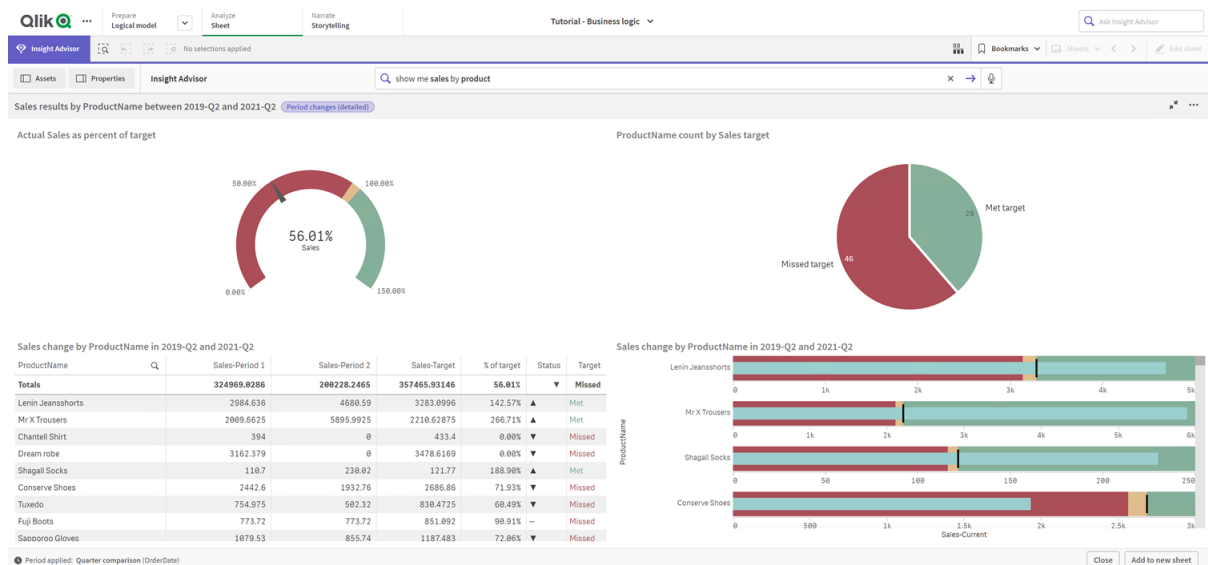 Qlik
Prepare
Logical model
Analyze
Sheet
Narrate
Storytelling
Tutorial - Business logic
Ask Insight Advisor
Insight Advisor
No selections applied
Bookmarks
Sheets
Edit sheet
Assets
Properties
Insight Advisor
show me sales by product
Sales results by ProductName between 2019-Q2 and 2021-Q2 Period changes (detailed)
Actual Sales as percent of target
50.00%
100.00%
56.01%
Sales
0.00%
150.00%
ProductName count by Sales target
29
Met target
Missed target
46
Sales change by ProductName in 2019-Q2 and 2021-Q2
ProductName Sales-Period 1 Sales-Period 2 Sales-Target % of target Status Target
Totals 324969.0286 200228.2465 357465.93146 56.01% ▼ Missed
Lenin Jeansshorts 2984.636 4680.59 3283.0996 142.57% ▲ Met
Mr X Trousers 2009.6625 5895.9925 2210.62875 266.71% ▲ Met
Chantell Shirt 394 0 433.4 0.00% ▼ Missed
Dream robe 3162.379 0 3478.6169 0.00% ▼ Missed
Shagall Socks 110.7 230.02 121.77 188.90% ▲ Met
Conserve Shoes 2442.6 1932.76 2686.86 71.93% ▼ Missed
Tuxedo 754.975 502.32 830.4725 60.49% ▼ Missed
Fuji Boots 773.72 773.72 851.092 90.91% -- Missed
Sapporoo Gloves 1079.53 855.74 1187.483 72.06% ▼ Missed
Sales change by ProductName in 2019-Q2 and 2021-Q2
ProductName
Lenin Jeansshorts
0 1k 2k 3k 4k 5k
Mr X Trousers
0 1k 2k 3k 4k 5k 6k
Shagall Socks
0 50 100 150 200 250
Conserve Shoes
0 500 1k 1.5k 2k 2.5k 3k
Sales-Current
Period applied: Quarter comparison (OrderDate)
Close
Add to new sheet